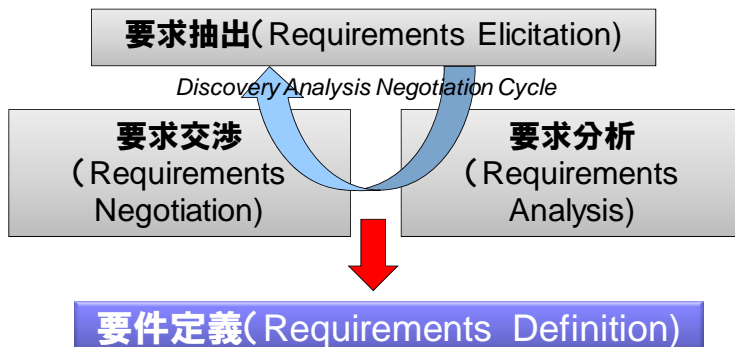 要求抽出(Requirements Elicitation)
Discovery Analysis Negotiation Cycle
要求交渉
(Requirements
Negotiation)
要求分析
(Requirements
Analysis)
要件定義(Requirements Definition)